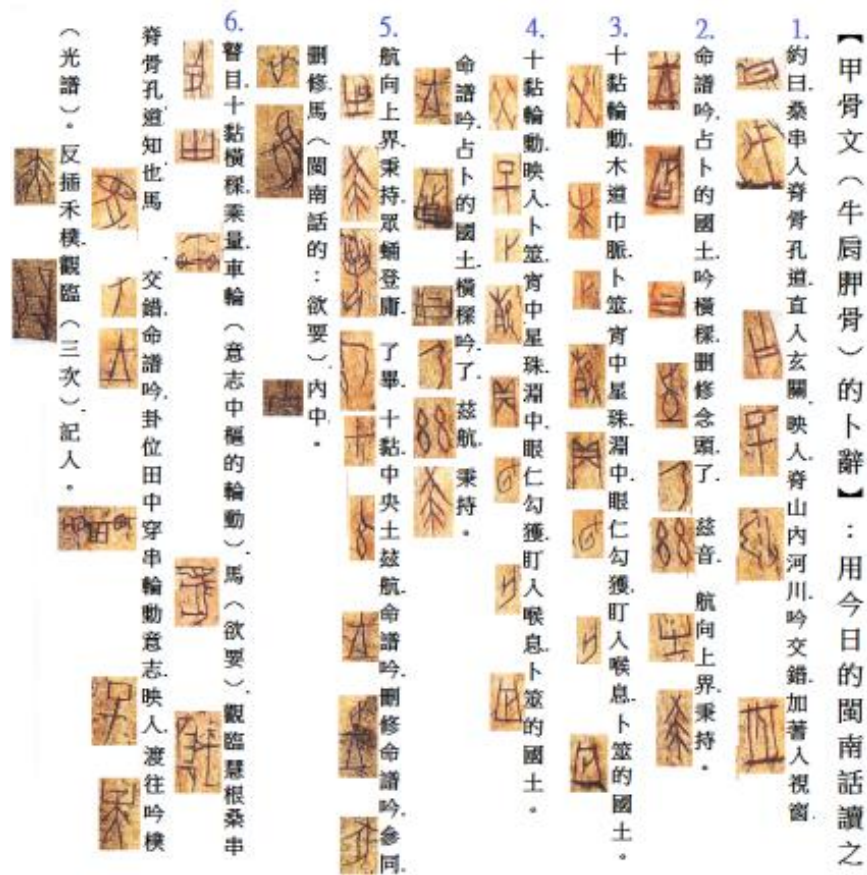 【甲骨文（牛肩胛骨）的卜辭】：用今日的閩南話讀之
1.
約曰桑串人脊骨孔道直入玄關.映人脊山內河川.吟交錯加著入視窗.
2.
命譜吟占卜的國土吟橫樑.刪修念頭了.茲音.航向上界秉持。
3.
十黏輪動木道巾脈卜筮.宵中星珠淵中.眼仁勾獲盯入喉息卜筮的國土。
4.
十黏輪動映入卜筮.宵中星珠淵中.眼仁勾獲盯入喉息.卜筮的國土。
命譜吟占卜的國土橫樑吟了.茲航.秉持。
5.
航向上界秉持.眾蛹登庸.了畢.十黏中央土茲航.命譜吟刪修命譜吟.參同.
刪修馬（閩南話的：欲要）內中。
6.
瞽目十黏橫樑乘量車輪（意志中樞的輪動）.馬（欲要）觀臨慧根桑串
脊骨孔道知也馬.交錯.命譜吟卦位田中穿串輪動意志映人.渡往吟樸
（光譜）。反插禾樸.觀臨（三次）記入。